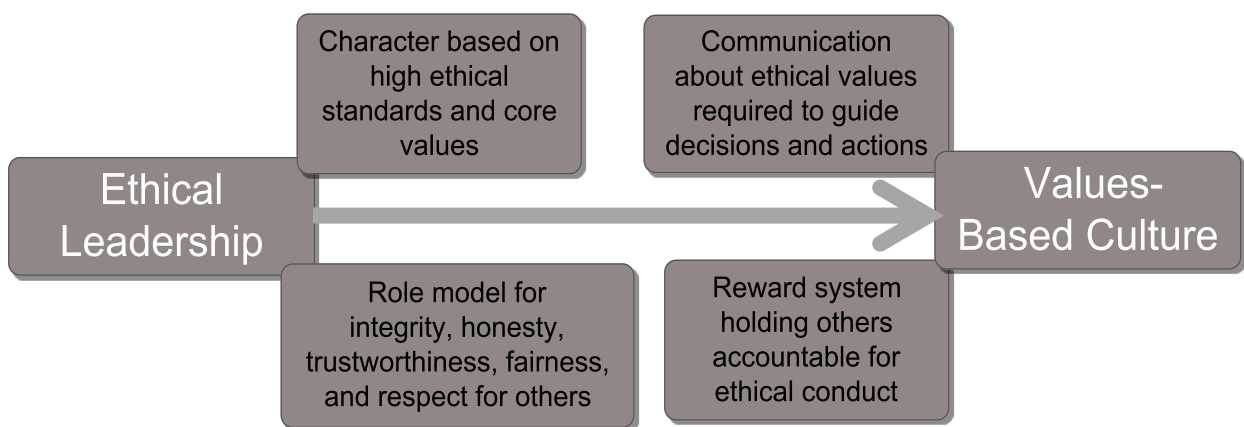 Character based on
high ethical
standards and core
values
Communication
about ethical values
required to guide
decisions and actions
Ethical
Leadership
Values-
Based Culture
Role model for
integrity, honesty,
trustworthiness, fairness,
and respect for others
Reward system
holding others
accountable for
ethical conduct